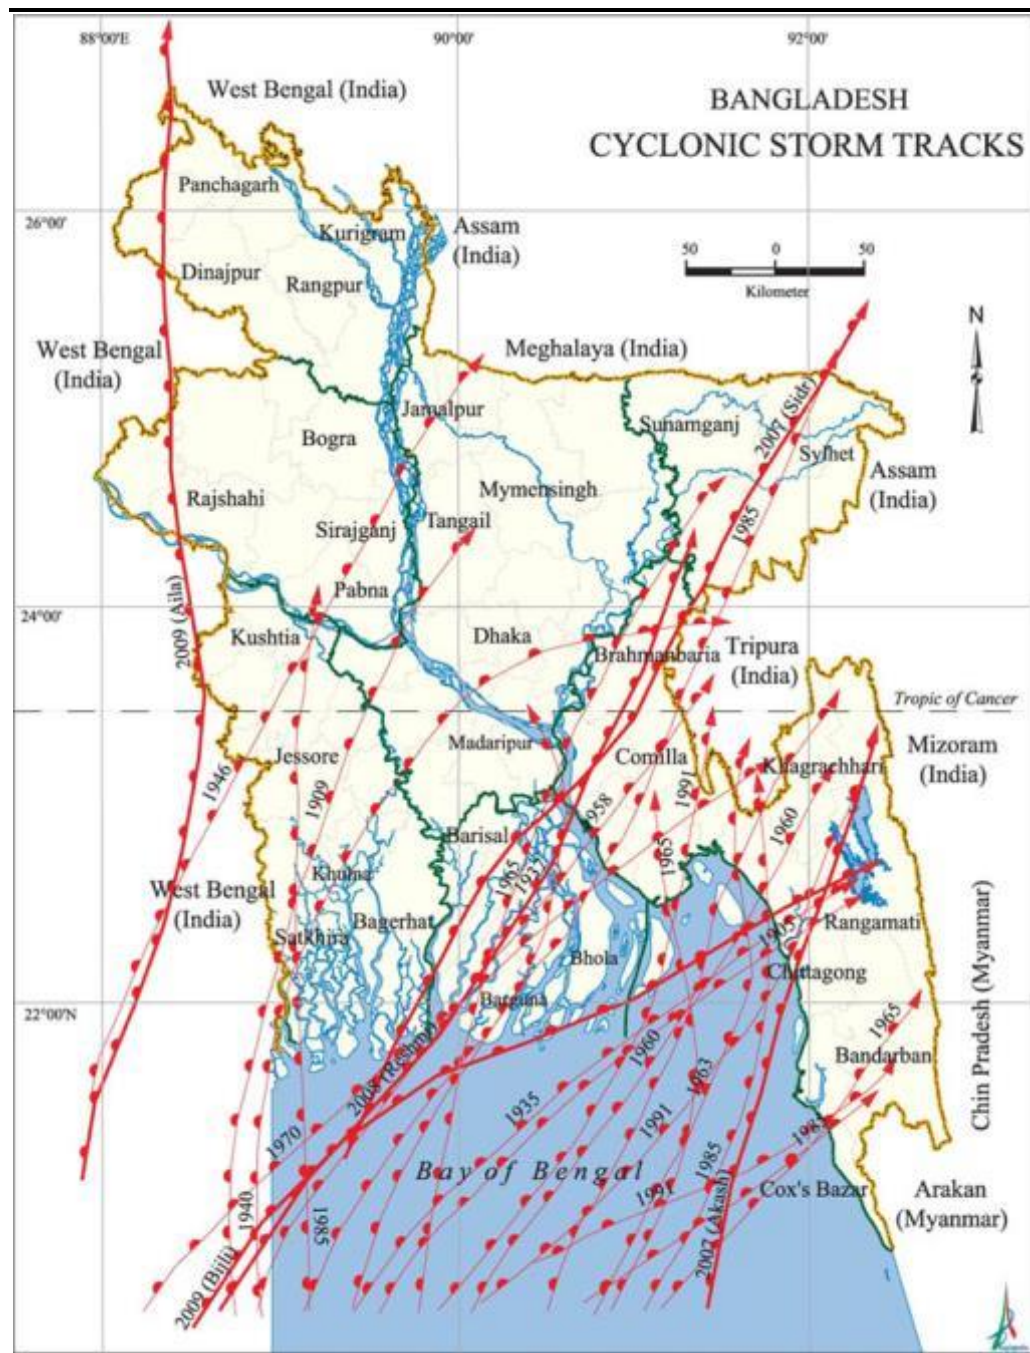 88°00'E
90°00'
92°00'
West Bengal (India)
BANGLADESH
CYCLONIC STORM TRACKS
Panchagarh
26°00'
Kurigram
Assam
(India)
Dinajpur
Rangpur
50
0
50
Kilometer
N
West Bengal
(India)
Meghalaya (India)
Jamalpur
Sunamganj
2007 (Sidr)
Bogra
Sylhet
Assam
(India)
Rajshahi
Mymensingh
Sirajganj
Tangail
1985
Pabna
24°00'
2009 (Aila)
Kushtia
Dhaka
Brahmanbaria
Tripura
(India)
Tropic of Cancer
Madaripur
Jessore
Comilla
Khagrachhari
Mizoram
(India)
1946
1909
1991
1958
1960
Barisal
1965
1965
Khulna
West Bengal
(India)
Bagerhat
Satkhira
Rangamati
1905
Bhola
Chittagong
Barguna
22°00'N
Chin Pradesh (Myanmar)
1965
Bandarban
2008 (Reshmi)
1960
1963
1935
1991
1985
1970
Bay of Bengal
1985
1991
Cox's Bazar
Arakan
(Myanmar)
1940
1985
2007 (Akash)
2009 (Bijli)